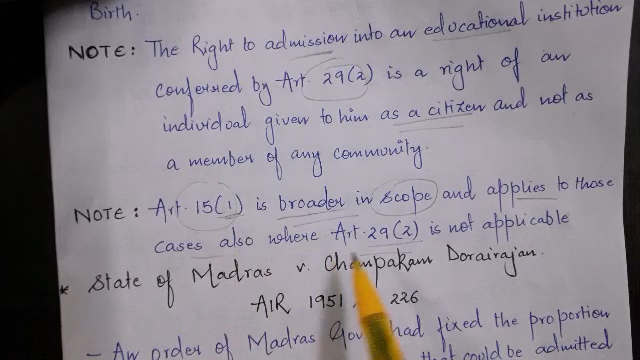 Birth.
NOTE: The Right to admission into an educational institution
conferred by Art. 29(2) is a right of an
individual given to him as a citizen and not as
a member of any community.
NOTE: Art. 15(1) is broader in scope and applies to those
cases also where Art. 29(2) is not applicable
* State of Madras v. Champakam Dorairajan.
AIR 1951 226
- An order of Madras Gov had fixed the proportion
that could be admitted